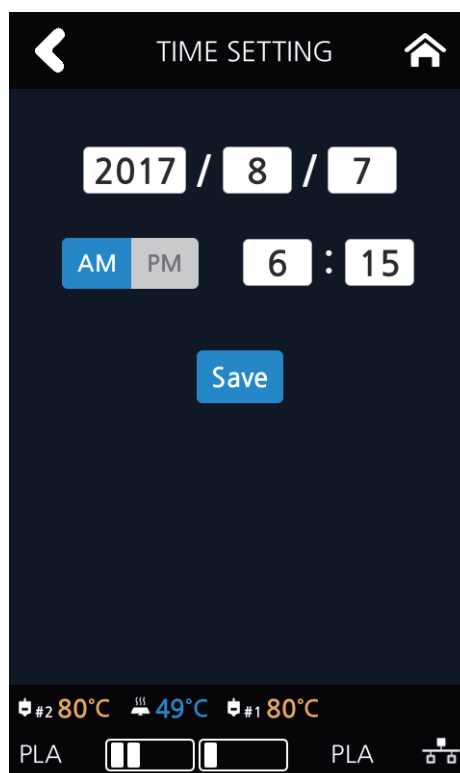 TIME SETTING
2017 / 8 / 7
AM PM 6 : 15
Save
#2 80°C 49°C #1 80°C
PLA PLA